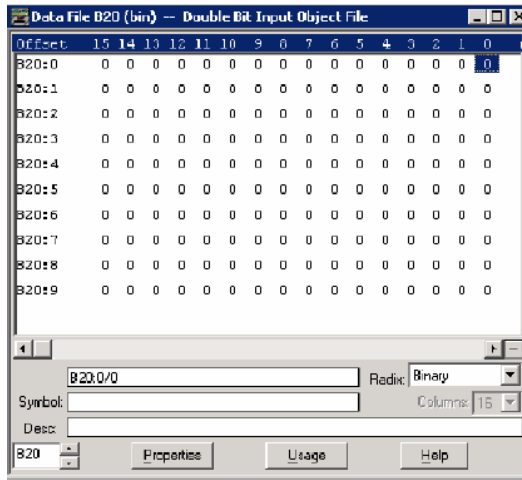 Data File B20 (bin) -- Double Bit Input Object File
Offset 15 14 13 12 11 10 9 8 7 6 5 4 3 2 1 0
B20:0 0 0 0 0 0 0 0 0 0 0 0 0 0 0 0 0
B20:1 0 0 0 0 0 0 0 0 0 0 0 0 0 0 0 0
B20:2 0 0 0 0 0 0 0 0 0 0 0 0 0 0 0 0
B20:3 0 0 0 0 0 0 0 0 0 0 0 0 0 0 0 0
B20:4 0 0 0 0 0 0 0 0 0 0 0 0 0 0 0 0
B20:5 0 0 0 0 0 0 0 0 0 0 0 0 0 0 0 0
B20:6 0 0 0 0 0 0 0 0 0 0 0 0 0 0 0 0
B20:7 0 0 0 0 0 0 0 0 0 0 0 0 0 0 0 0
B20:8 0 0 0 0 0 0 0 0 0 0 0 0 0 0 0 0
B20:9 0 0 0 0 0 0 0 0 0 0 0 0 0 0 0 0
B20:0/0 Radix: Binary
Symbol: Columns: 16
Desc:
B20 Properties Usage Help